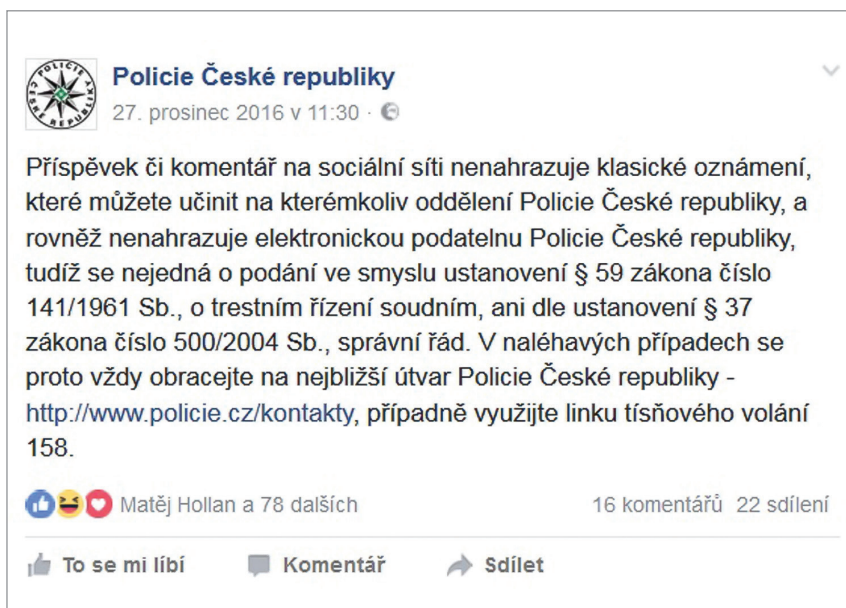 POLICIE ČESKÉ REPUBLIKY
Policie České republiky
27. prosinec 2016 v 11:30 ·
Příspěvek či komentář na sociální síti nenahrazuje klasické oznámení,
které můžete učinit na kterémkoliv oddělení Policie České republiky, a
rovněž nenahrazuje elektronickou podatelnu Policie České republiky,
tudíž se nejedná o podání ve smyslu ustanovení § 59 zákona číslo
141/1961 Sb., o trestním řízení soudním, ani dle ustanovení § 37
zákona číslo 500/2004 Sb., správní řád. V naléhavých případech se
proto vždy obracejte na nejbližší útvar Policie České republiky -
http://www.policie.cz/kontakty, případně využijte linku tísňového volání
158.
Matěj Hollan a 78 dalších 16 komentářů 22 sdílení
To se mi líbí Komentář Sdílet